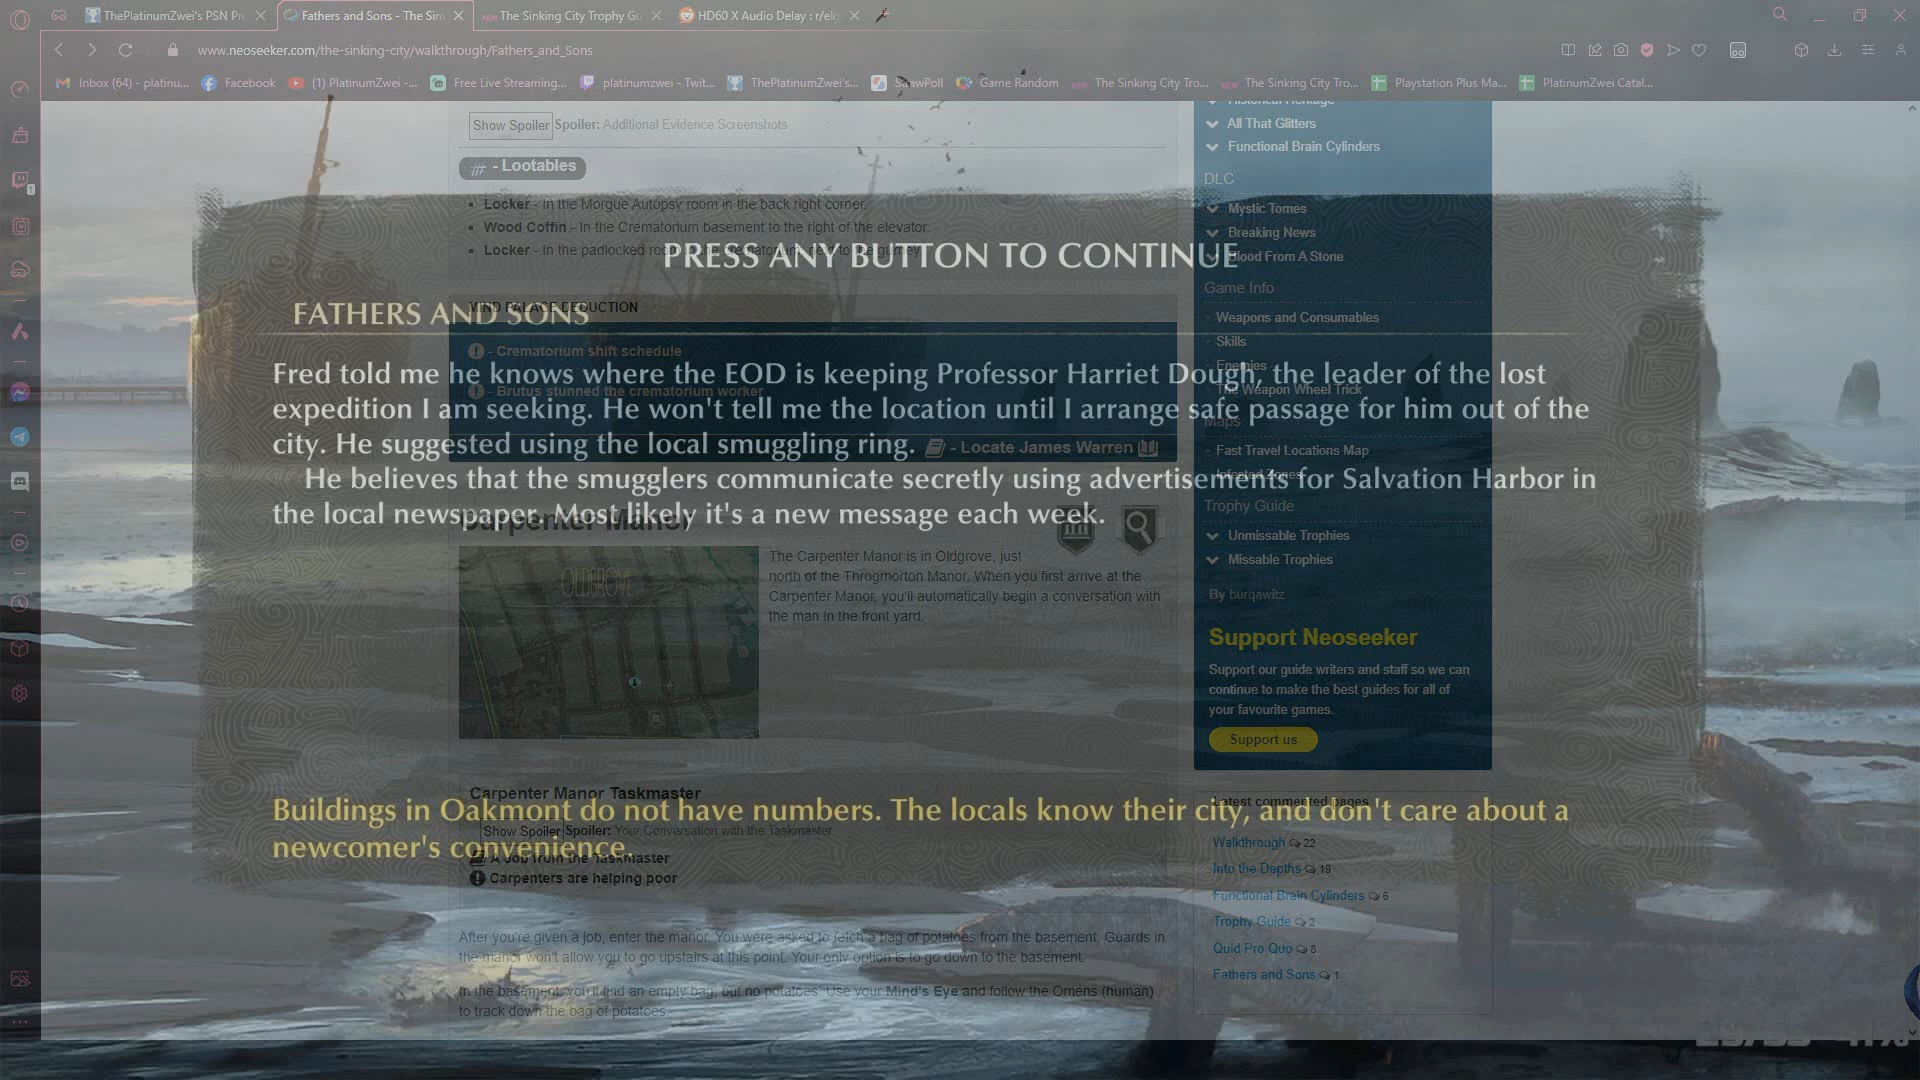 ThePlatinumZwei's PSN Pro
Fathers and Sons - The Sin
The Sinking City Trophy Gu
HD60 X Audio Delay : r/elg
www.neoseeker.com/the-sinking-city/walkthrough/Fathers_and_Sons
Inbox (64) - platinu...
Facebook
(1) PlatinumZwei -...
Free Live Streaming...
platinumzwei - Twit...
ThePlatinumZwei's...
StrawPoll
Game Random
The Sinking City Tro...
The Sinking City Tro...
Playstation Plus Ma...
PlatinumZwei Catal...
Show Spoiler Spoiler: Additional Evidence Screenshots
# - Lootables
Locker - In the Morgue Autopsy room in the back right corner.
Wood Coffin - In the Crematorium basement to the right of the elevator.
Locker - In the padlocked room
PRESS ANY BUTTON TO CONTINUE
MIND PALACE DEDUCTION
FATHERS AND SONS
- Crematorium shift schedule
Fred told me he knows where the EOD is keeping Professor Harriet Dough, the leader of the lost
- Brutus stunned the crematorium worker
expedition I am seeking. He won't tell me the location until I arrange safe passage for him out of the
city. He suggested using the local smuggling ring.
- Locate James Warren
He believes that the smugglers communicate secretly using advertisements for Salvation Harbor in
the local newspaper. Most likely it's a new message each week.
Carpenter Manor
OLDGROVE
The Carpenter Manor is in Oldgrove, just
north of the Throgmorton Manor. When you first arrive at the
Carpenter Manor, you'll automatically begin a conversation with
the man in the front yard.
Carpenter Manor Taskmaster
Buildings in Oakmont do not have numbers. The locals know their city, and don't care about a
Show Spoiler Spoiler: Your Conversation with the Taskmaster
newcomer's convenience.
A Job from the Taskmaster
Carpenters are helping poor
After you're given a job, enter the manor. You were asked to fetch a bag of potatoes from the basement. Guards in
the manor won't allow you to go upstairs at this point. Your only option is to go down to the basement.
In the basement, you'll find an empty bag, but no potatoes. Use your Mind's Eye and follow the Omens (human)
to track down the bag of potatoes.
Historical Heritage
All That Glitters
Functional Brain Cylinders
DLC
Mystic Tomes
Breaking News
Blood From A Stone
Game Info
Weapons and Consumables
Skills
Enemies
The Weapon Wheel Trick
Maps
Fast Travel Locations Map
Infested Zones
Trophy Guide
Unmissable Trophies
Missable Trophies
By burqawitz
Support Neoseeker
Support our guide writers and staff so we can
continue to make the best guides for all of
your favourite games.
Support us
Latest commented pages
Walkthrough 22
Into the Depths 19
Functional Brain Cylinders 6
Trophy Guide 2
Quid Pro Quo 8
Fathers and Sons 1